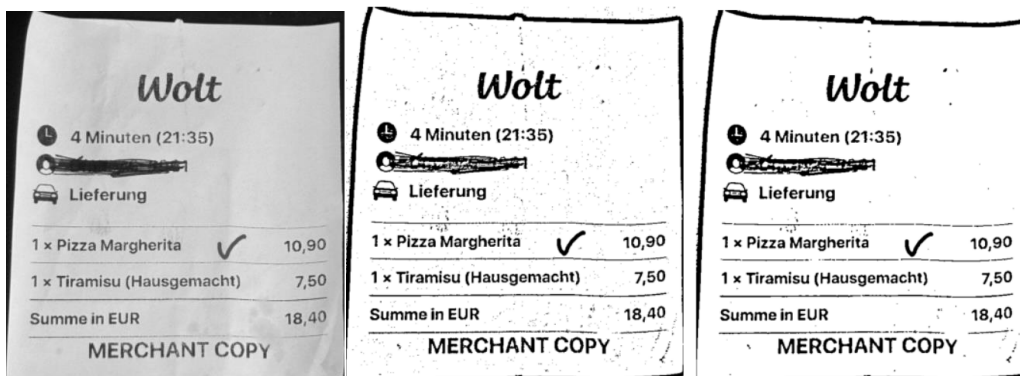 Wolt
4 Minuten (21:35)
Lieferung
1 × Pizza Margherita 10,90
1 × Tiramisu (Hausgemacht) 7,50
Summe in EUR 18,40
MERCHANT COPY
Wolt
4 Minuten (21:35)
Lieferung
1 × Pizza Margherita 10,90
1 × Tiramisu (Hausgemacht) 7,50
Summe in EUR 18,40
MERCHANT COPY
Wolt
4 Minuten (21:35)
Lieferung
1 × Pizza Margherita 10,90
1 × Tiramisu (Hausgemacht) 7,50
Summe in EUR 18,40
MERCHANT COPY